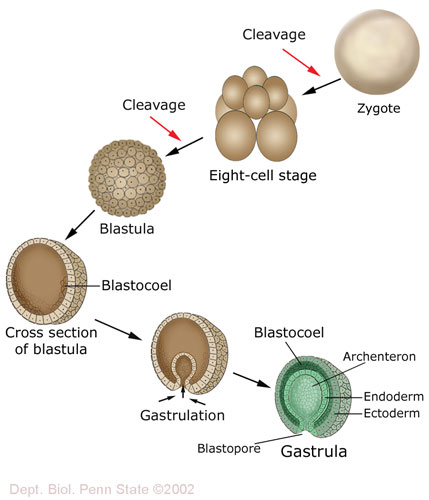 Cleavage
Zygote
Cleavage
Eight-cell stage
Blastula
Blastocoel
Cross section
of blastula
Gastrulation
Blastocoel
Archenteron
Endoderm
Ectoderm
Blastopore
Gastrula
Dept. Biol. Penn State ©2002